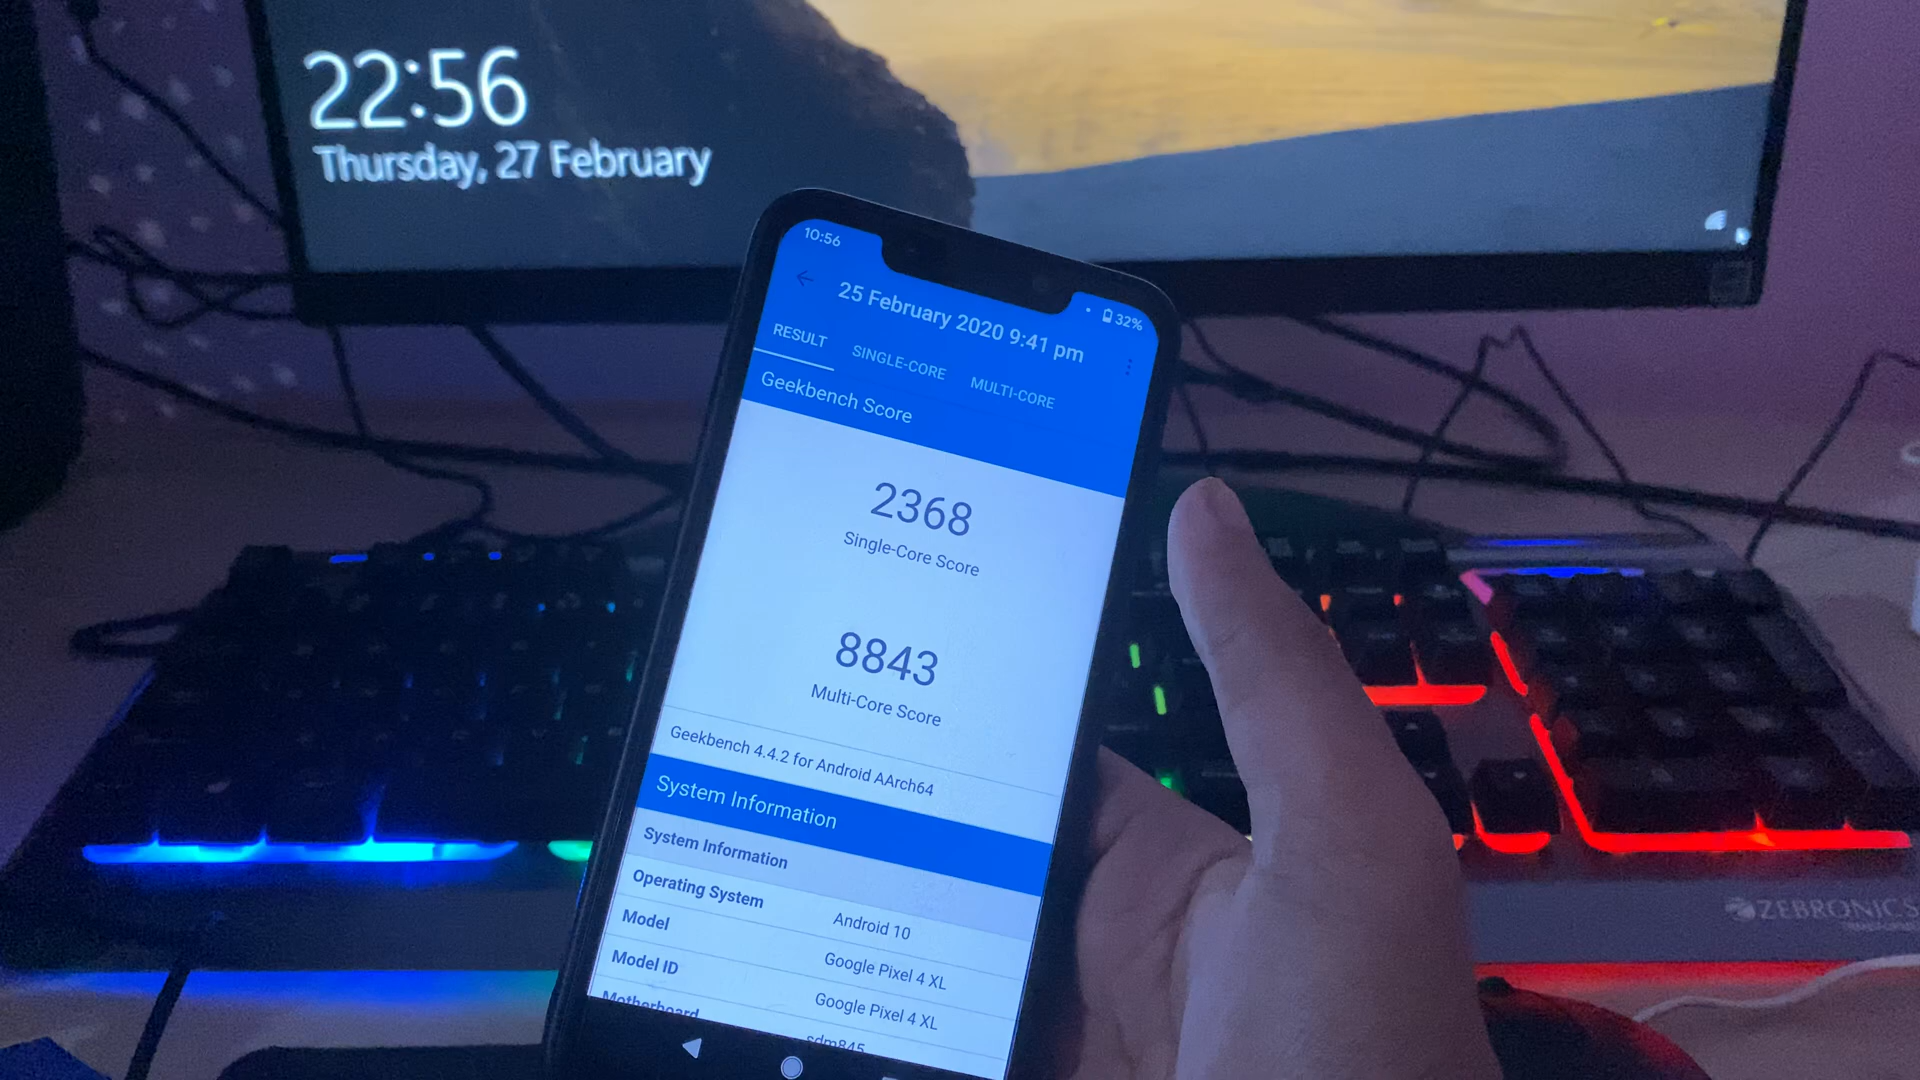 22:56
Thursday, 27 February
10:56
32%
25 February 2020 9:41 pm
RESULT
SINGLE-CORE
MULTI-CORE
Geekbench Score
2368
Single-Core Score
8843
Multi-Core Score
Geekbench 4.4.2 for Android AArch64
System Information
System Information
Operating System Android 10
Model Google Pixel 4 XL
Model ID Google Pixel 4 XL
Motherboard sdm845
ZEBRONICS